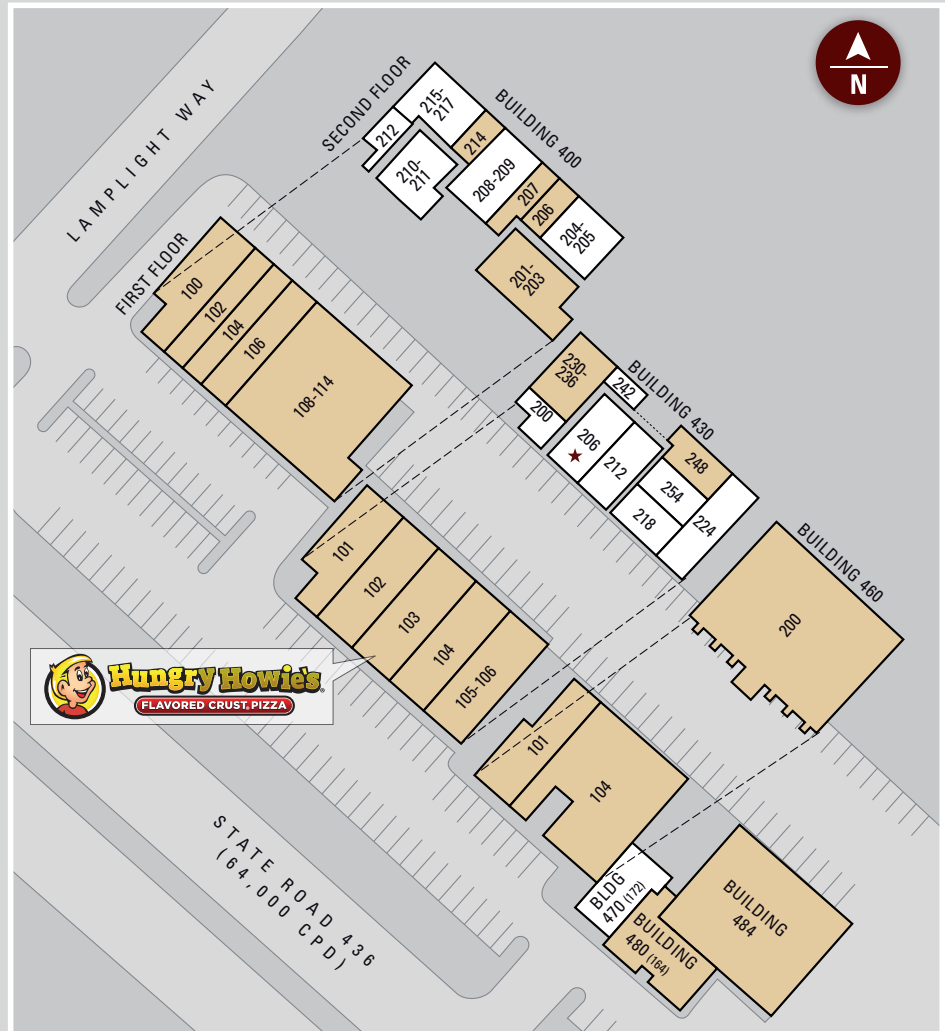 N
LAMPLIGHT WAY
SECOND FLOOR
BUILDING 400
215-
217
212
210-
211
214
208-209
207
206
204-
205
201-
203
FIRST FLOOR
100
102
104
106
108-114
BUILDING 430
230-
236
242
200
206
212
248
254
218
224
101
102
103
104
105-106
BUILDING 460
200
101
104
Hungry Howie's
FLAVORED CRUST PIZZA
BLDG
470 (172)
BUILDING
480 (164)
BUILDING
484
STATE ROAD 436
(64,000 CPD)